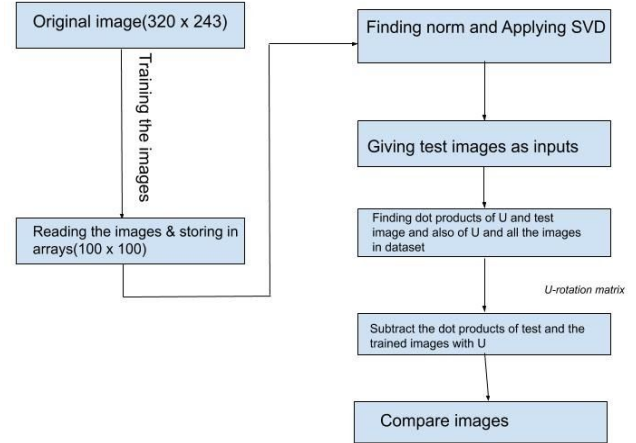 Original image(320 x 243)
Training the images
Reading the images & storing in
arrays(100 x 100)
Finding norm and Applying SVD
Giving test images as inputs
Finding dot products of U and test
image and also of U and all the images
in dataset
U-rotation matrix
Subtract the dot products of test and the
trained images with U
Compare images